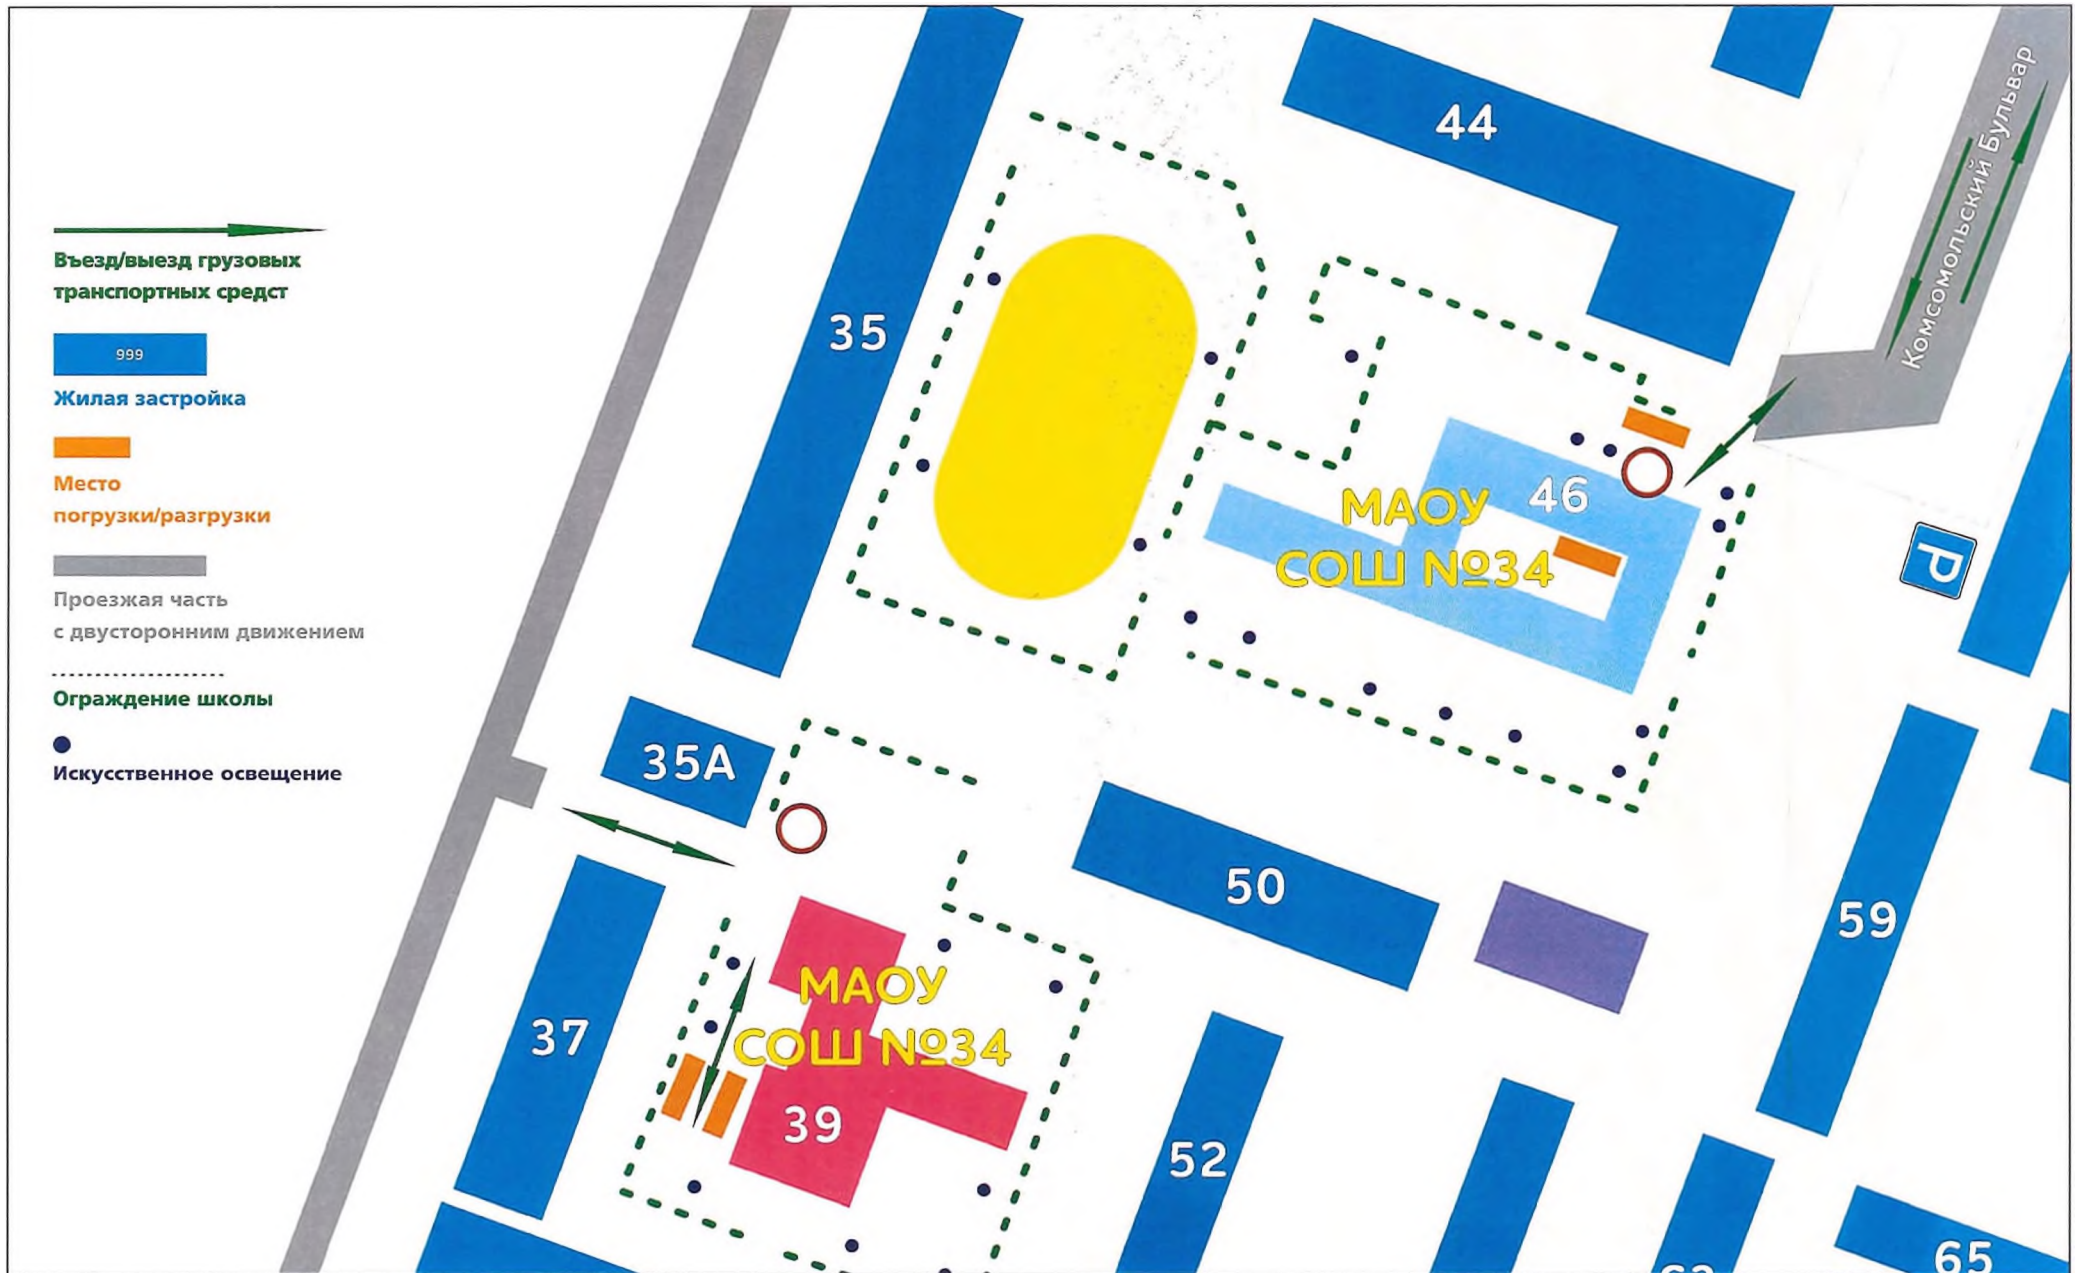 Въезд/выезд грузовых
транспортных средст
999
Жилая застройка
Место
погрузки/разгрузки
Проезжая часть
с двусторонним движением
Ограждение школы
Искусственное освещение
44
Комсомольский Бульвар
35
46
МАОУ
СОШ №34
P
35А
50
59
МАОУ
СОШ №34
37
39
52
65